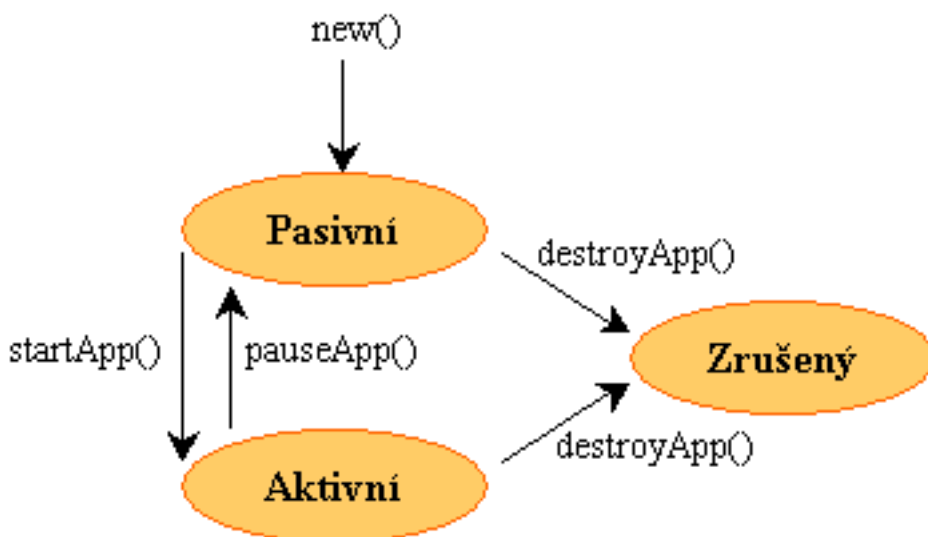 new()
Pasivní
destroyApp()
startApp()
pauseApp()
Zrušený
destroyApp()
Aktivní